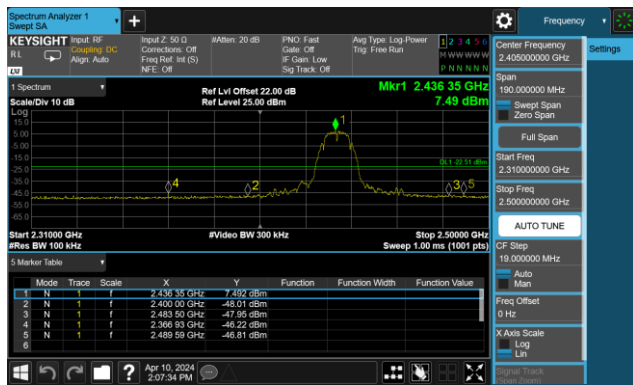 Spectrum Analyzer 1
Swept SA
Frequency
KEYSIGHT
RL
LXI
Input: RF
Coupling: DC
Align: Auto
Input Z: 50 Ω
Corrections: Off
Freq Ref: Int (S)
NFE: Off
#Atten: 20 dB
PNO: Fast
Gate: Off
IF Gain: Low
Sig Track: Off
Avg Type: Log-Power
Trig: Free Run
1 2 3 4 5 6
M W W W W W
P N N N N N
1 Spectrum
Scale/Div 10 dB
Ref Lvl Offset 22.00 dB
Ref Level 25.00 dBm
Mkr1 2.436 35 GHz
7.49 dBm
Log
15.0
5.00
-5.00
-15.0
-25.0
-35.0
-45.0
-55.0
-65.0
1
4
2
3
5
DL1 -22.51 dBm
Start 2.31000 GHz
#Res BW 100 kHz
#Video BW 300 kHz
Stop 2.50000 GHz
Sweep 1.00 ms (1001 pts)
5 Marker Table
Mode Trace Scale X Y Function Function Width Function Value
1 N 1 f 2.436 35 GHz 7.492 dBm
2 N 1 f 2.400 00 GHz -48.01 dBm
3 N 1 f 2.483 50 GHz -47.95 dBm
4 N 1 f 2.366 93 GHz -46.22 dBm
5 N 1 f 2.489 59 GHz -46.81 dBm
6
?
Apr 10, 2024
2:07:34 PM
Center Frequency
2.405000000 GHz
Settings
Span
190.000000 MHz
Swept Span
Zero Span
Full Span
Start Freq
2.310000000 GHz
Stop Freq
2.500000000 GHz
AUTO TUNE
CF Step
19.000000 MHz
Auto
Man
Freq Offset
0 Hz
X Axis Scale
Log
Lin
Signal Track
(Span Zoom)